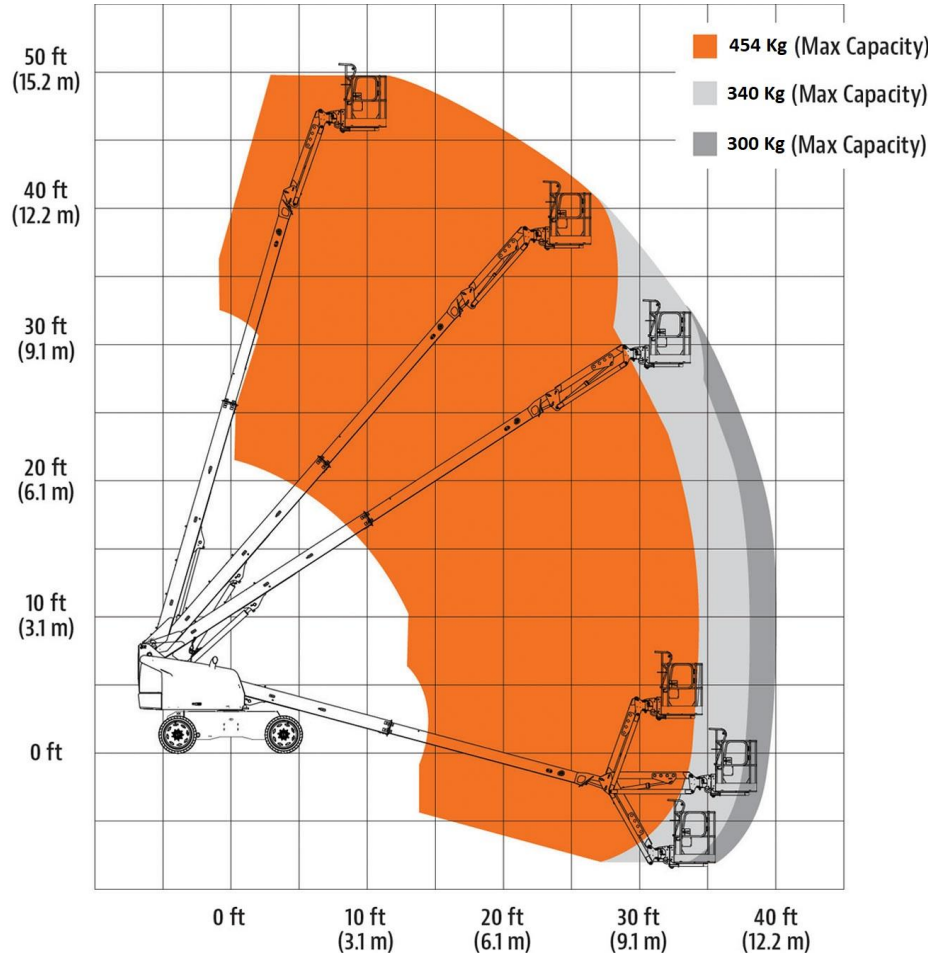 50 ft
(15.2 m)
454 Kg (Max Capacity)
340 Kg (Max Capacity)
300 Kg (Max Capacity)
40 ft
(12.2 m)
30 ft
(9.1 m)
20 ft
(6.1 m)
10 ft
(3.1 m)
0 ft
0 ft
10 ft
(3.1 m)
20 ft
(6.1 m)
30 ft
(9.1 m)
40 ft
(12.2 m)